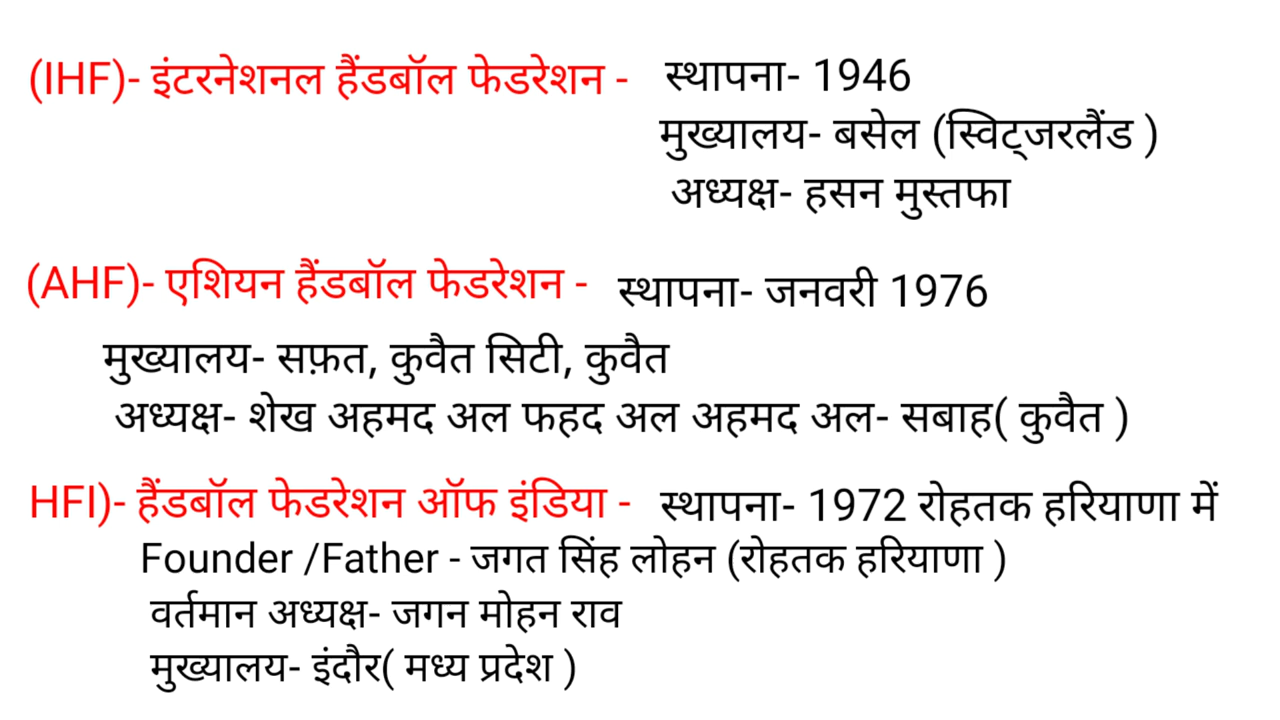 (IHF)- इंटरनेशनल हैंडबॉल फेडरेशन - स्थापना- 1946
मुख्यालय- बसेल (स्विट्जरलैंड )
अध्यक्ष- हसन मुस्तफा
(AHF)- एशियन हैंडबॉल फेडरेशन - स्थापना- जनवरी 1976
मुख्यालय- सफ़त, कुवैत सिटी, कुवैत
अध्यक्ष- शेख अहमद अल फहद अल अहमद अल- सबाह( कुवैत )
HFI)- हैंडबॉल फेडरेशन ऑफ इंडिया - स्थापना- 1972 रोहतक हरियाणा में
Founder /Father - जगत सिंह लोहन (रोहतक हरियाणा )
वर्तमान अध्यक्ष- जगन मोहन राव
मुख्यालय- इंदौर( मध्य प्रदेश )